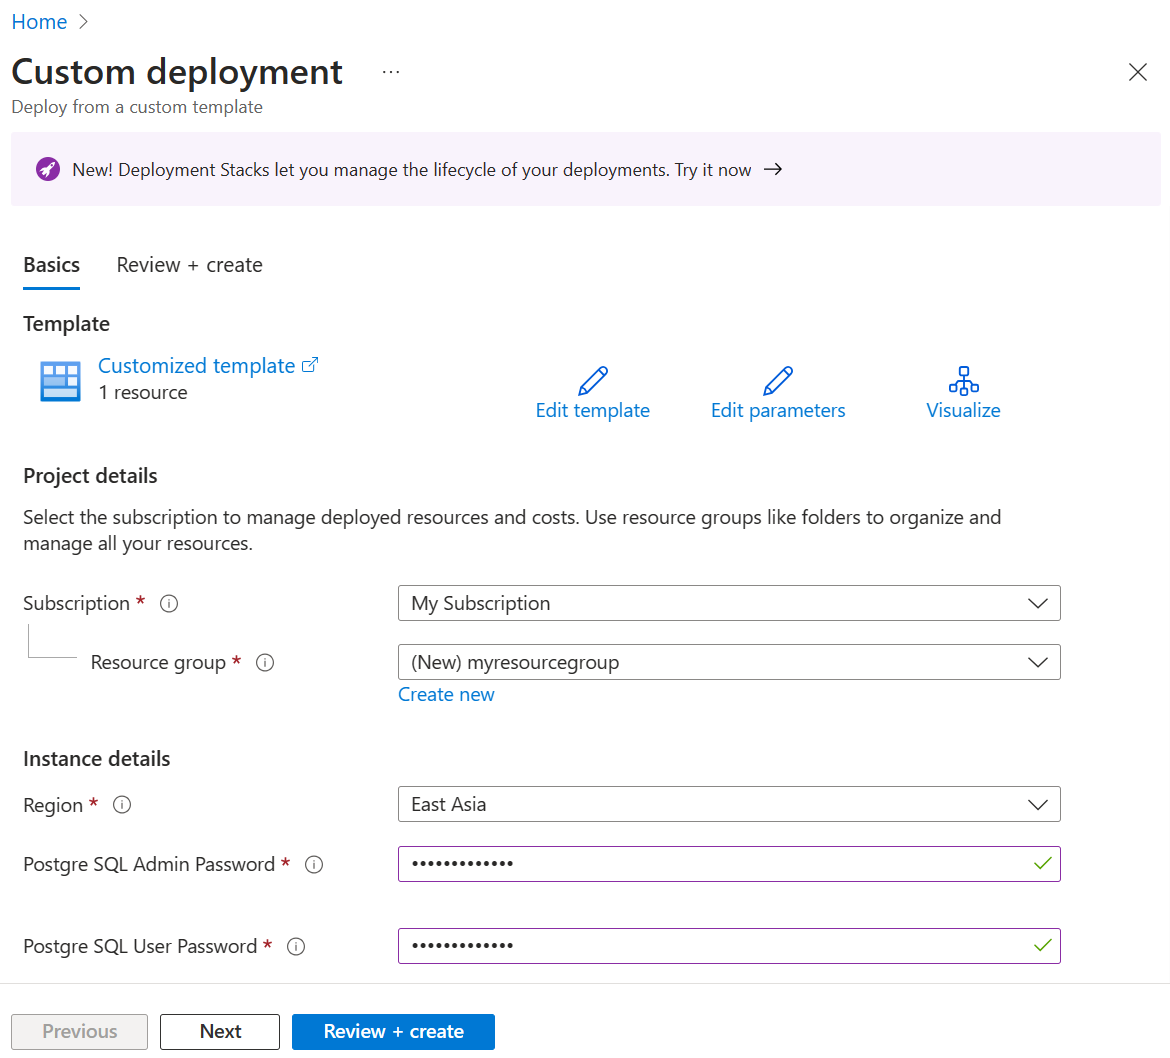 Home
Custom deployment ...
Deploy from a custom template
New! Deployment Stacks let you manage the lifecycle of your deployments. Try it now →
Basics Review + create
Template
Customized template
1 resource
Edit template Edit parameters Visualize
Project details
Select the subscription to manage deployed resources and costs. Use resource groups like folders to organize and
manage all your resources.
Subscription * My Subscription
Resource group * (New) myresourcegroup
Create new
Instance details
Region * East Asia
Postgre SQL Admin Password * •••••••••••••
Postgre SQL User Password * •••••••••••••
Previous Next Review + create